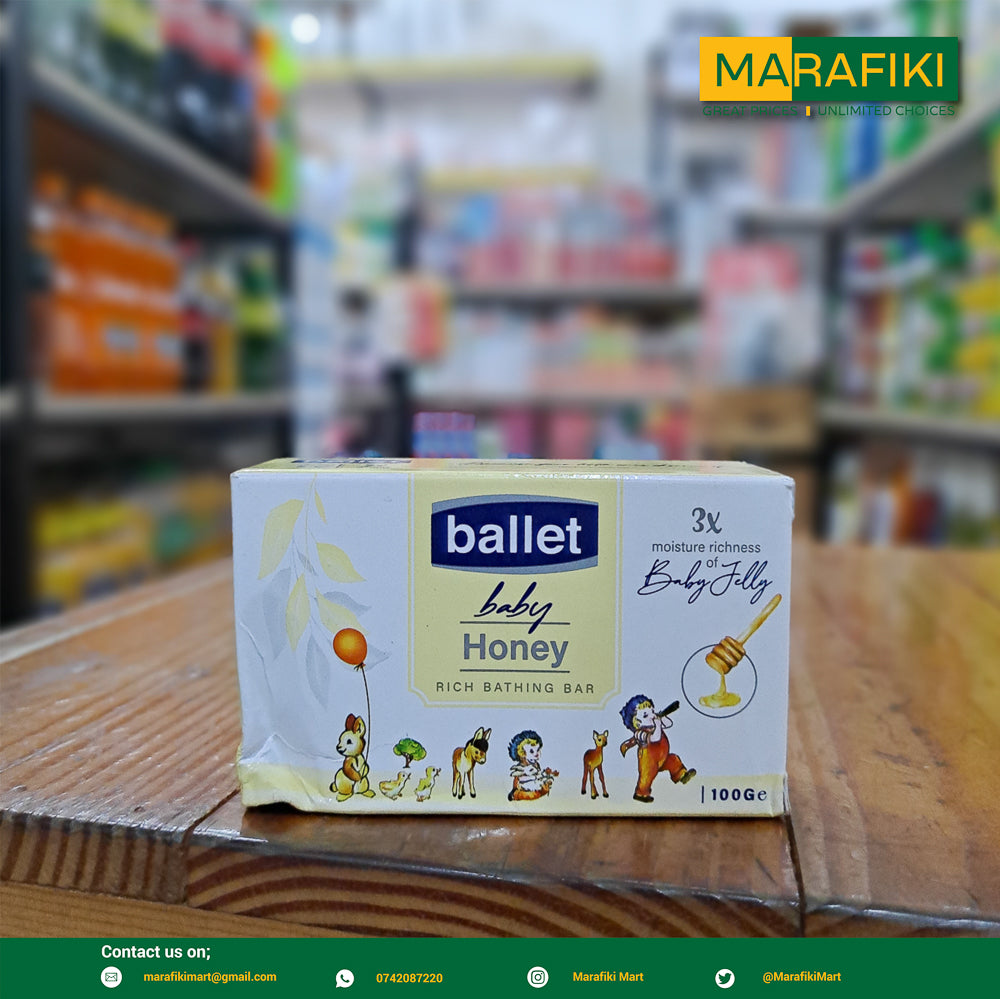 MARAFIKI
GREAT PRICES UNLIMITED CHOICES
ballet
baby
Honey
RICH BATHING BAR
3x
moisture richness
of
Baby Jelly
100G℮
Contact us on;
marafikimart@gmail.com
0742087220
Marafiki Mart
@MarafikiMart